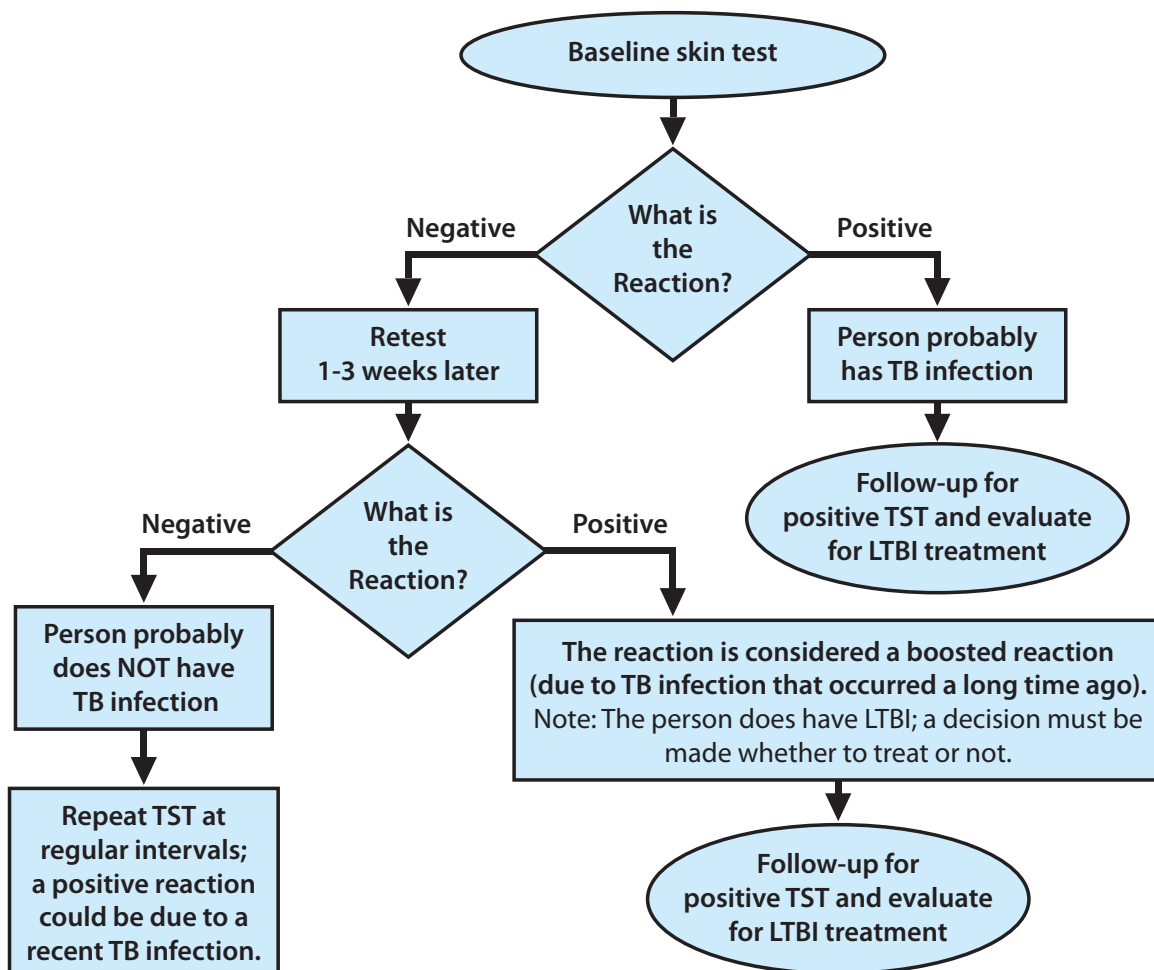 Baseline skin test
What is
the
Reaction?
Negative
Positive
Retest
1-3 weeks later
Person probably
has TB infection
Follow-up for
positive TST and evaluate
for LTBI treatment
What is
the
Reaction?
Negative
Positive
Person probably
does NOT have
TB infection
The reaction is considered a boosted reaction
(due to TB infection that occurred a long time ago).
Note: The person does have LTBI; a decision must be
made whether to treat or not.
Repeat TST at
regular intervals;
a positive reaction
could be due to a
recent TB infection.
Follow-up for
positive TST and evaluate
for LTBI treatment